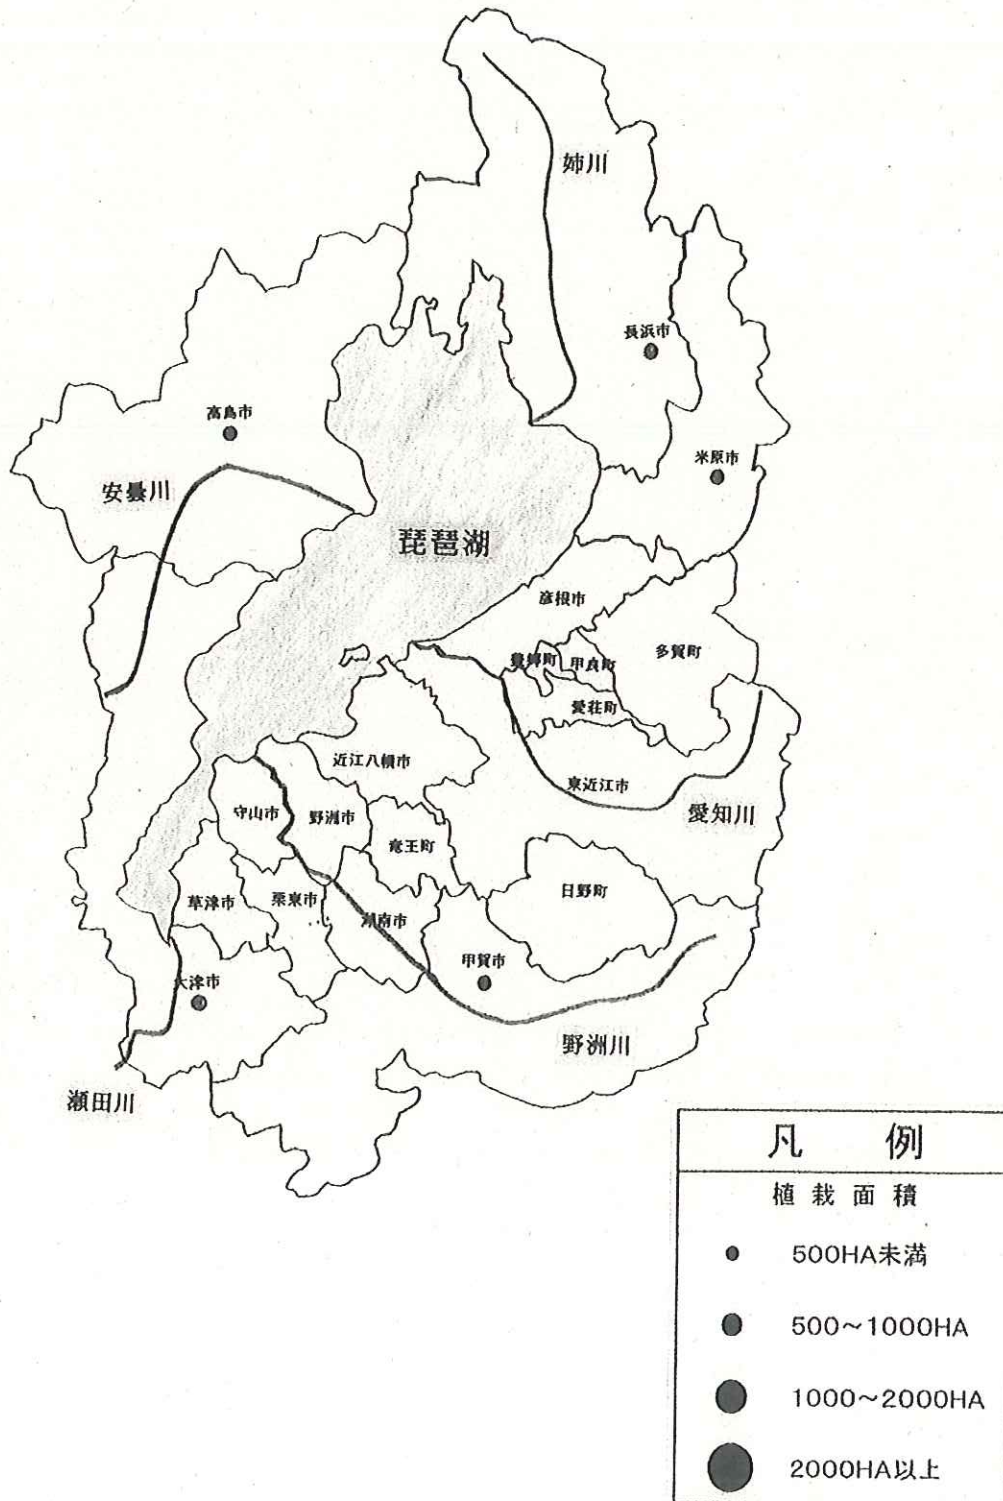 姉川
長浜市
高島市
米原市
安曇川
琵琶湖
彦根市
豊郷町
甲良町
多賀町
愛荘町
近江八幡市
東近江市
愛知川
守山市
野洲市
竜王町
日野町
草津市
栗東市
湖南市
甲賀市
大津市
野洲川
瀬田川
凡 例
植栽面積
500HA未満
500～1000HA
1000～2000HA
2000HA以上